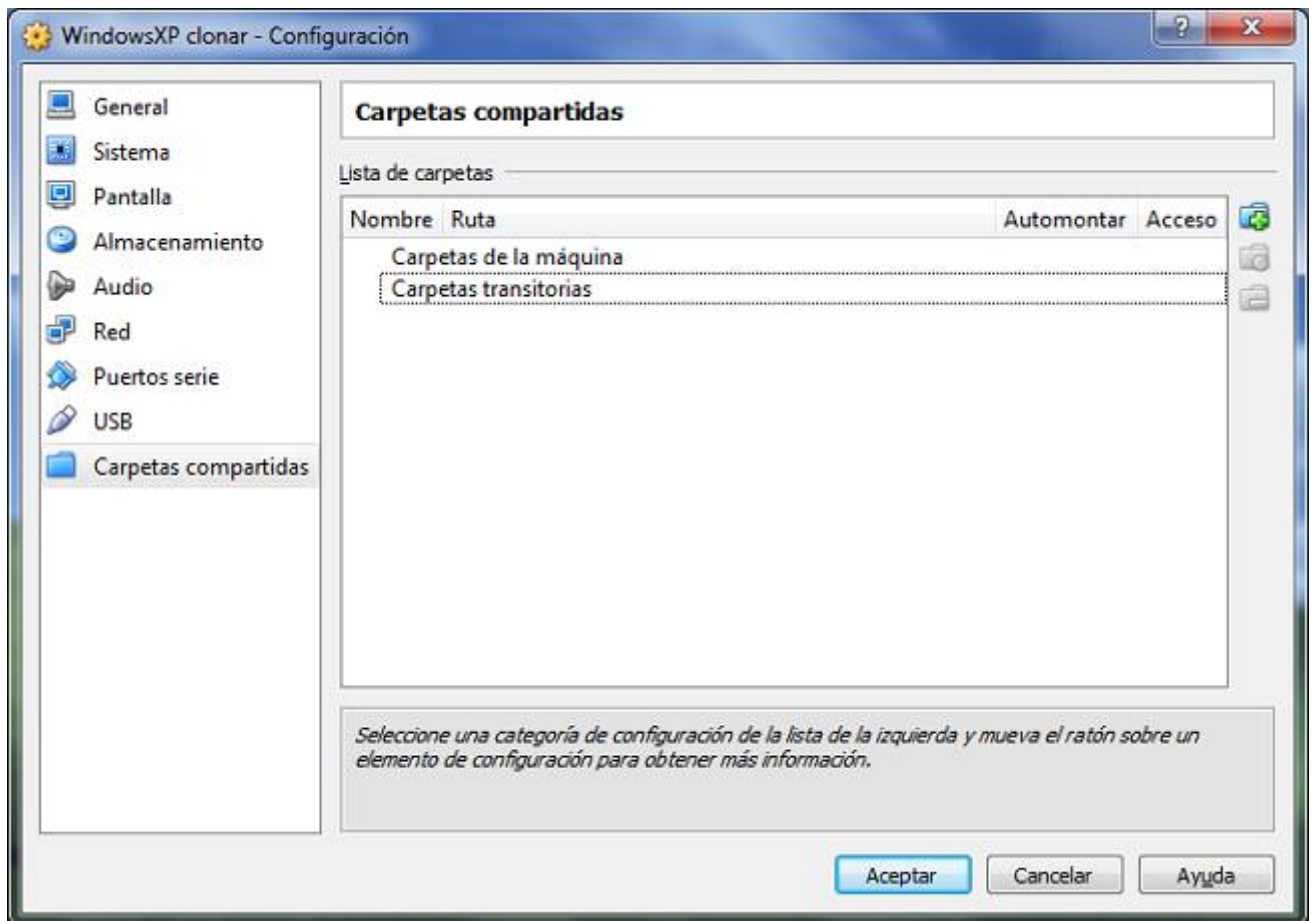 WindowsXP clonar - Configuración
General
Sistema
Pantalla
Almacenamiento
Audio
Red
Puertos serie
USB
Carpetas compartidas
Carpetas compartidas
Lista de carpetas
Nombre Ruta Automontar Acceso
Carpetas de la máquina
Carpetas transitorias
Seleccione una categoría de configuración de la lista de la izquierda y mueva el ratón sobre un
elemento de configuración para obtener más información.
Aceptar Cancelar Ayuda